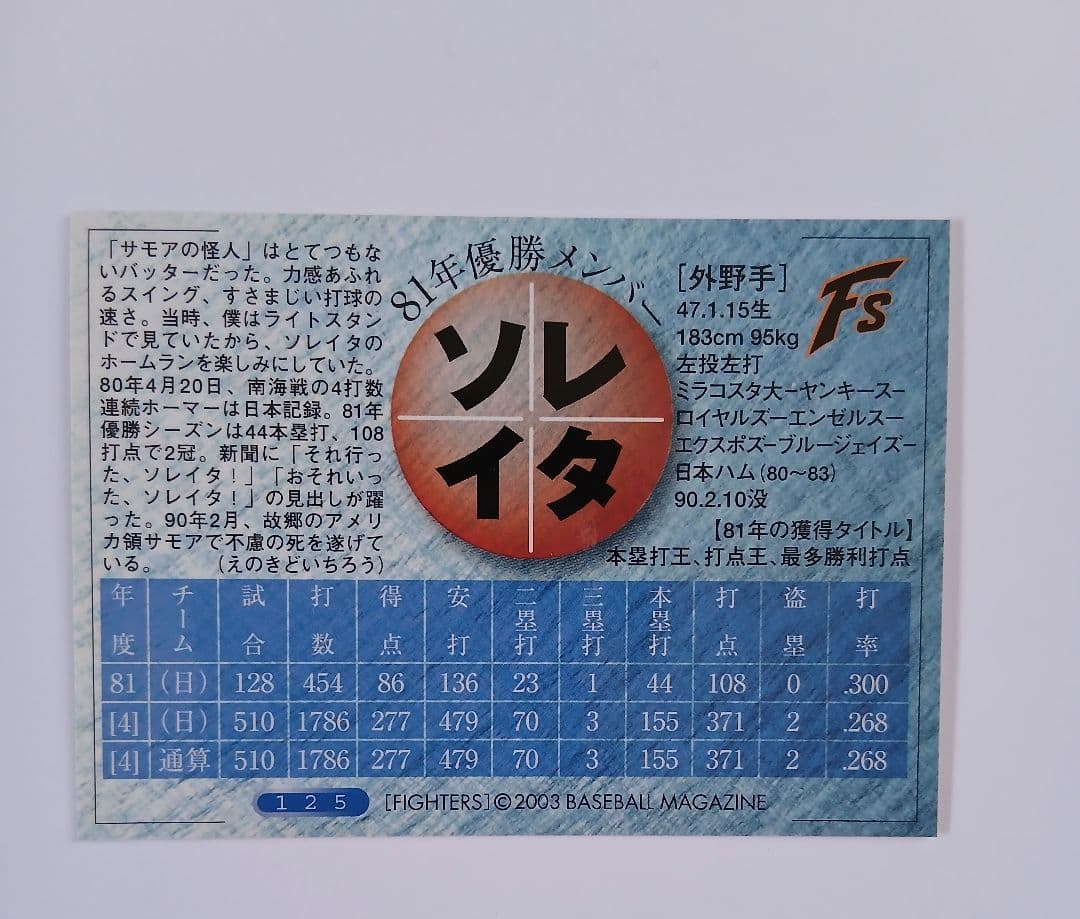 「サモアの怪人」はとてつもな
いバッターだった。力感あふれ
るスイング、すさまじい打球の
速さ。当時、僕はライトスタン
ドで見ていたから、ソレイタの
ホームランを楽しみにしていた。
80年4月20日、南海戦の4打数
連続ホーマーは日本記録。81年
優勝シーズンは44本塁打、108
打点で2冠。新聞に「それ行っ
た、ソレイタ!」「おそれいっ
た、ソレイタ!」の見出しが躍
った。90年2月、故郷のアメリ
カ領サモアで不慮の死を遂げて
いる。 (えのきどいちろう)
81年優勝メンバー
ソレ
イタ
[外野手]
Fs
47.1.15生
183cm 95kg
左投左打
ミラコスタ大ーヤンキースー
ロイヤルズーエンゼルスー
エクスポズーブルージェイズー
日本ハム(80〜83)
90.2.10没
【81年の獲得タイトル】
本塁打王、打点王、最多勝利打点
年度 チーム 試合 打数 得点 安打 二塁打 三塁打 本塁打 打点 盗塁 打率
81 (日) 128 454 86 136 23 1 44 108 0 .300
[4] (日) 510 1786 277 479 70 3 155 371 2 .268
[4] 通算 510 1786 277 479 70 3 155 371 2 .268
125 [FIGHTERS]©2003 BASEBALL MAGAZINE